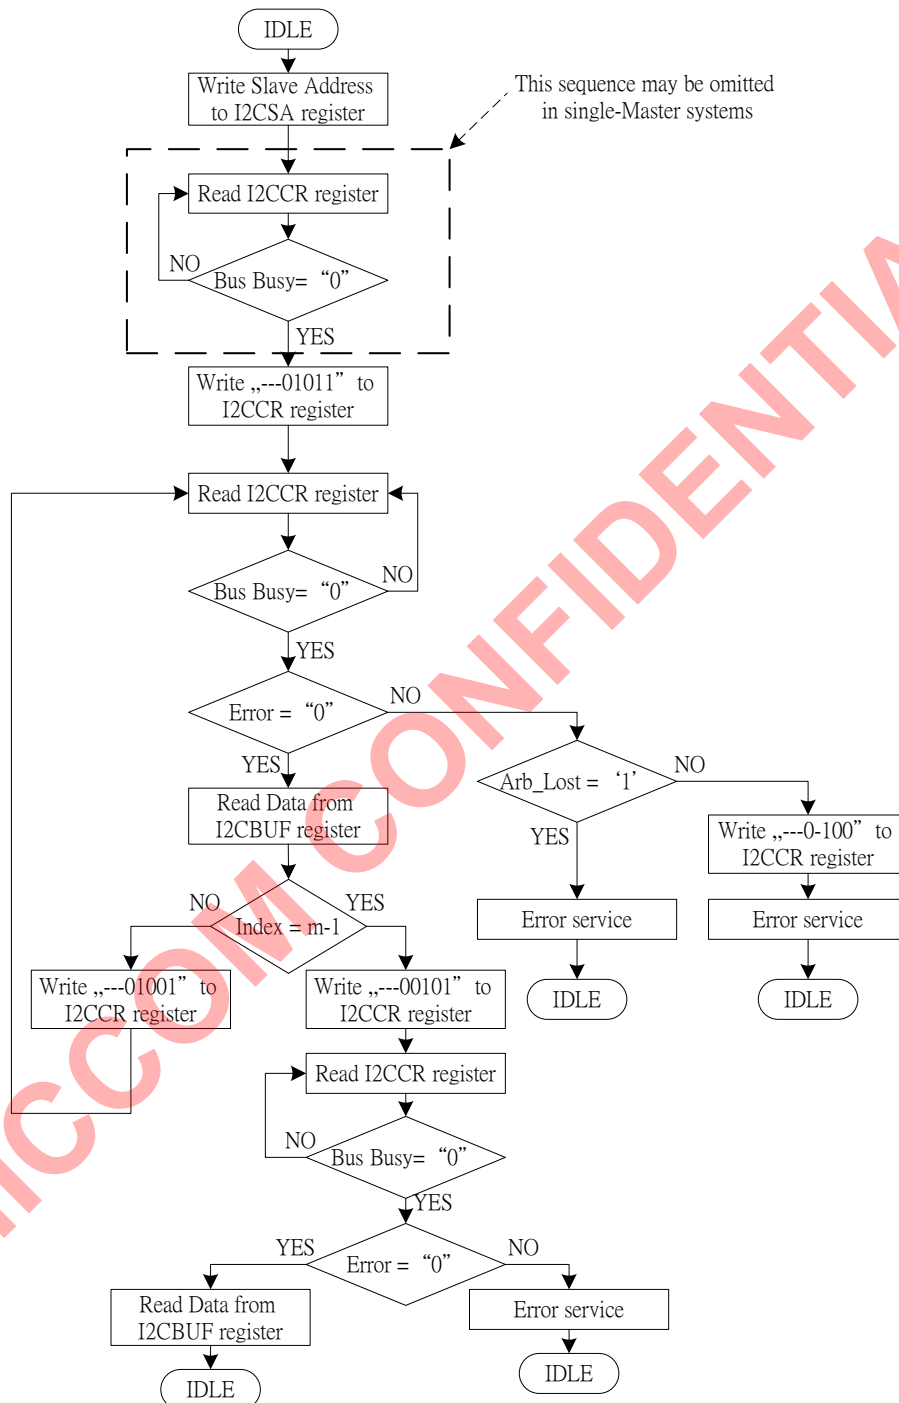 IDLE
Write Slave Address
to I2CSA register
This sequence may be omitted
in single-Master systems
Read I2CCR register
NO
Bus Busy= “0”
YES
Write „---01011” to
I2CCR register
Read I2CCR register
Bus Busy= “0”
NO
YES
Error = “0”
NO
YES
Arb_Lost = ‘1’
NO
YES
Read Data from
I2CBUF register
Write „---0-100” to
I2CCR register
NO
Index = m-1
YES
Error service
Error service
Write „---01001” to
I2CCR register
Write „---00101” to
I2CCR register
IDLE
IDLE
Read I2CCR register
NO
Bus Busy= “0”
YES
YES
Error = “0”
NO
Read Data from
I2CBUF register
Error service
IDLE
IDLE
CONFIDENTIA